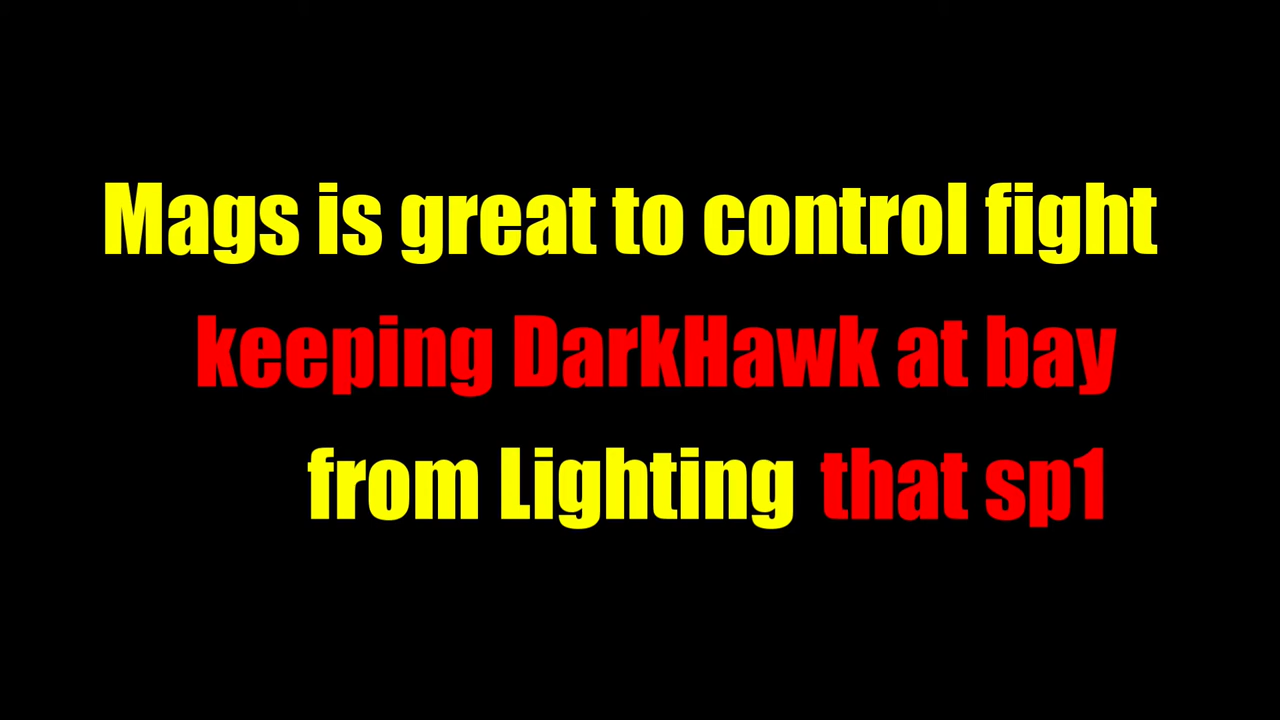 Mags is great to control fight
keeping DarkHawk at bay
from Lighting that sp1